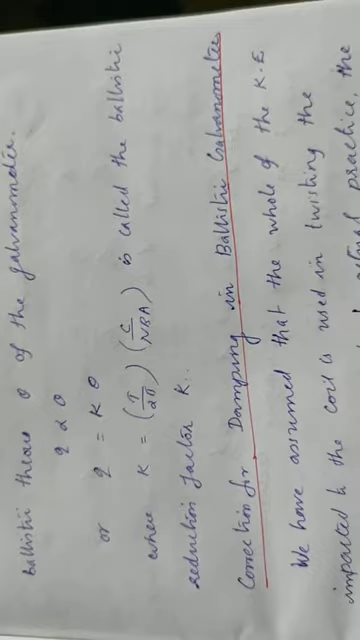 ballistic throw θ of the galvanometer.
q α θ
or q = K θ
where K = (T/2π) (C/NBA) is called the ballistic
reduction factor K.
Correction for Damping in Ballistic Galvanometer
We have assumed that the whole of the K.E
imparted to the coil is used in twisting the
actual practice, the